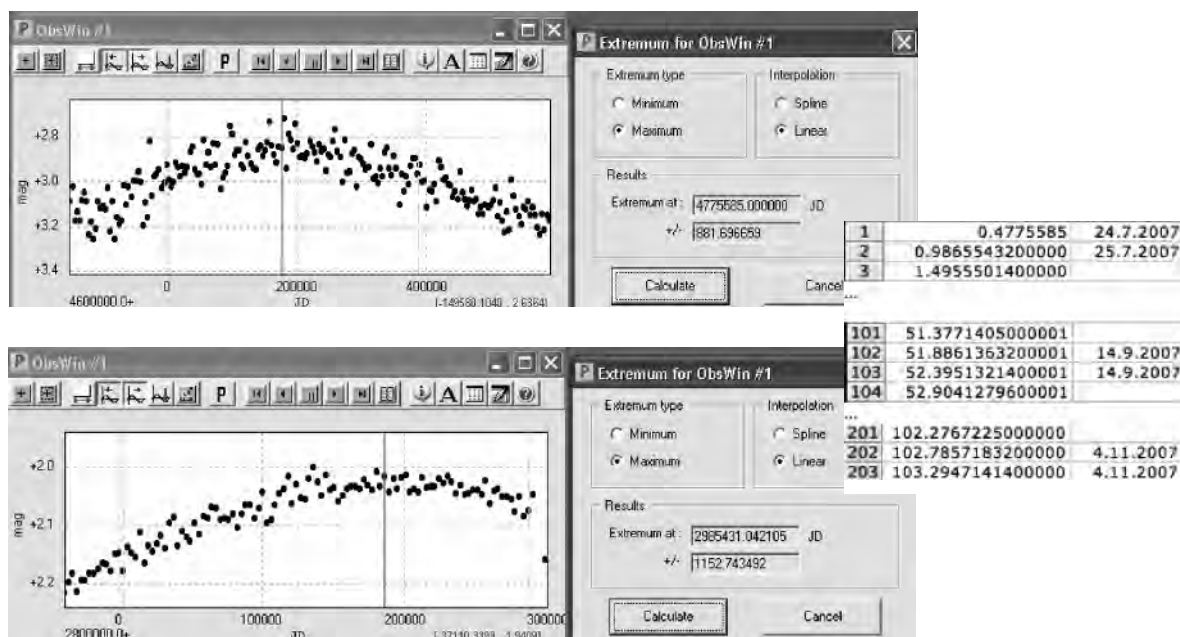 P ObsWin #1
P
A
+2.8
+3.0
+3.2
+3.4
mag
0
200000
400000
4600000.0+
JD
P Extremum for ObsWin #1
Extremum type
Interpolation
Minimum
Spline
Maximum
Linear
Results
Extremum at :
4775585.000000
JD
+/-
881.696659
Calculate
Cancel
1 0.4775585 24.7.2007
2 0.9865543200000 25.7.2007
3 1.4955501400000
...
101 51.3771405000001
102 51.8861363200001 14.9.2007
103 52.3951321400001 14.9.2007
104 52.9041279600001
...
201 102.2767225000000
202 102.7857183200000 4.11.2007
203 103.2947141400000 4.11.2007
P ObsWin #1
P
A
+2.0
+2.1
+2.2
mag
0
100000
200000
300000
2800000.0+
JD
P Extremum for ObsWin #1
Extremum type
Interpolation
Minimum
Spline
Maximum
Linear
Results
Extremum at :
2985431.042105
JD
+/-
1152.743492
Calculate
Cancel